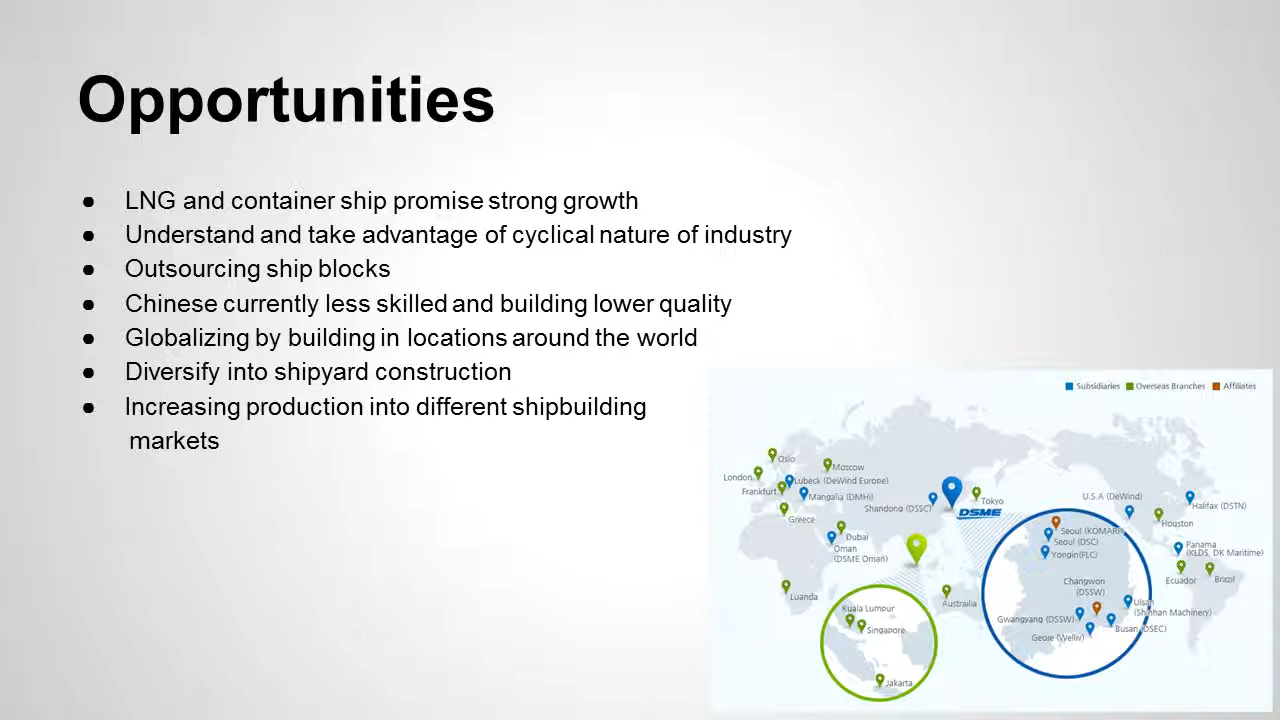 Opportunities
● LNG and container ship promise strong growth
● Understand and take advantage of cyclical nature of industry
● Outsourcing ship blocks
● Chinese currently less skilled and building lower quality
● Globalizing by building in locations around the world
● Diversify into shipyard construction
● Increasing production into different shipbuilding
markets
Subsidiaries Overseas Branches Affiliates
Oslo
London
Moscow
Lubeck (DeWind Europe)
Frankfurt
Mangalia (DMHI)
Greece
Dubai
Oman
(DSME Oman)
Luanda
Shandong (DSSC)
DSME
Tokyo
Austrailia
Kuala Lumpur
Singapore
Jakarta
Seoul (KOMARF)
Seoul (DSC)
Yongin(FLC)
Changwon
(DSSW)
Gwangyang (DSSW)
Ulsan
(Shinhan Machinery)
Busan (DSEC)
Geoje (Welliv)
U.S.A (DeWind)
Halifax (DSTN)
Houston
Panama
(KLDS, DK Maritime)
Ecuador
Brazil